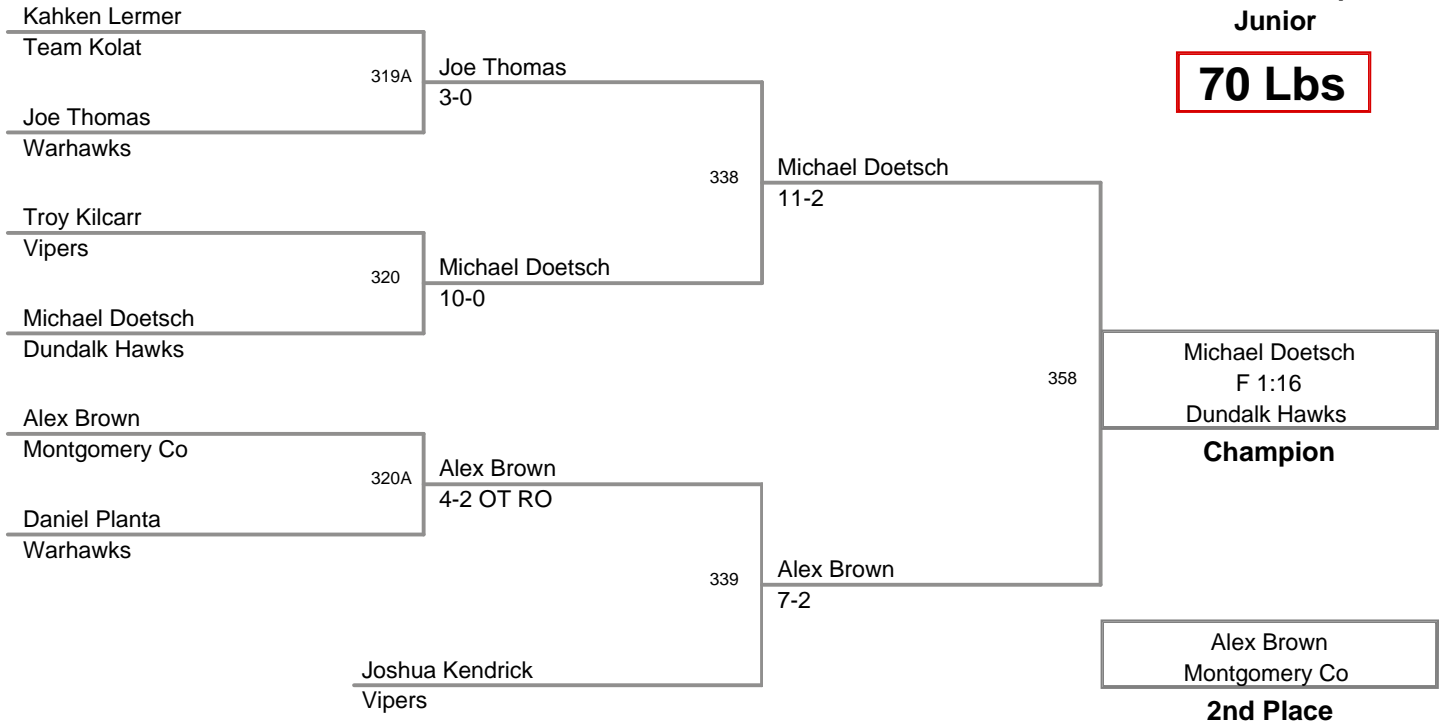 Junior
70 Lbs
Kahken Lermer
Team Kolat
319A
Joe Thomas
3-0
Joe Thomas
Warhawks
338
Michael Doetsch
11-2
Troy Kilcarr
Vipers
320
Michael Doetsch
10-0
Michael Doetsch
Dundalk Hawks
358
Michael Doetsch
F 1:16
Dundalk Hawks
Champion
Alex Brown
Montgomery Co
320A
Alex Brown
4-2 OT RO
Daniel Planta
Warhawks
339
Alex Brown
7-2
Joshua Kendrick
Vipers
Alex Brown
Montgomery Co
2nd Place